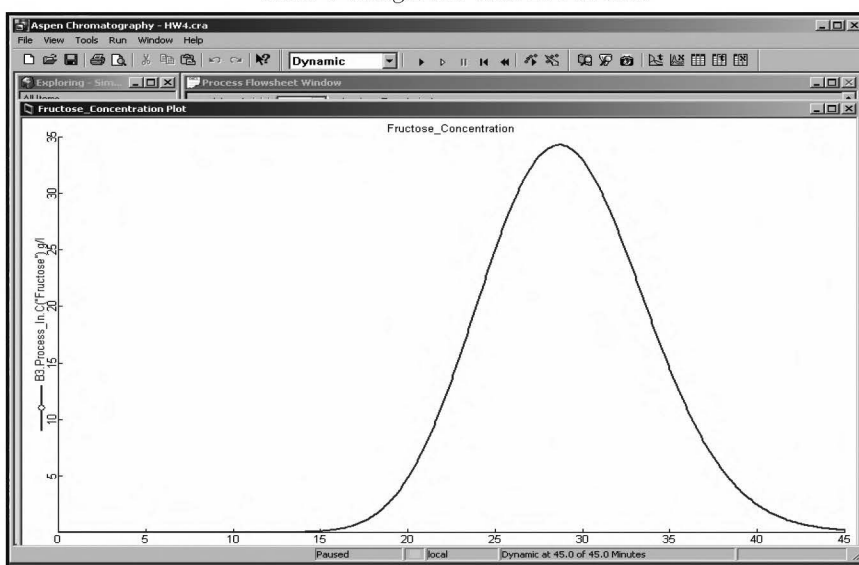 Aspen Chromatography - HW4.cra
File View Tools Run Window Help
Dynamic
Exploring - Sim...
Process Flowsheet Window
All Items
Fructose_Concentration Plot
Fructose_Concentration
B3.Process_In.C("Fructose") g/l
35
30
25
20
15
10
5
0 5 10 15 20 25 30 35 40 45
Paused local Dynamic at 45.0 of 45.0 Minutes